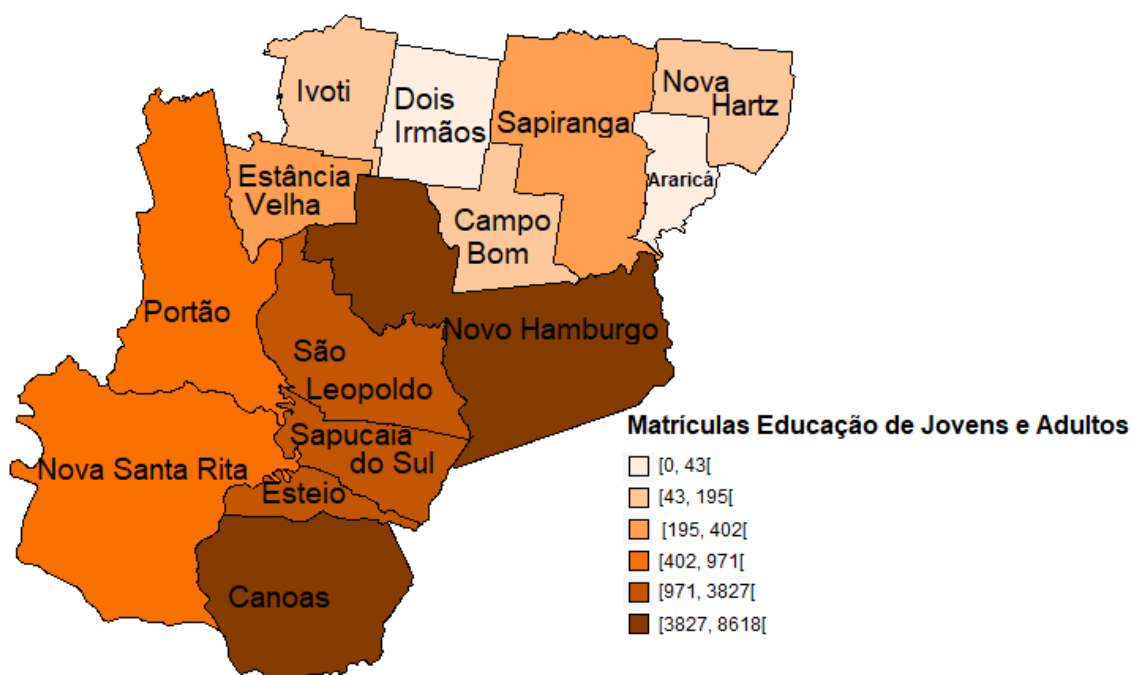 Ivoti
Dois
Irmãos
Sapiranga
Nova
Hartz
Estância
Velha
Araricá
Campo
Bom
Portão
Novo Hamburgo
São
Leopoldo
Sapucaia
do Sul
Nova Santa Rita
Esteio
Canoas
Matrículas Educação de Jovens e Adultos
[0, 43[
[43, 195[
[195, 402[
[402, 971[
[971, 3827[
[3827, 8618[